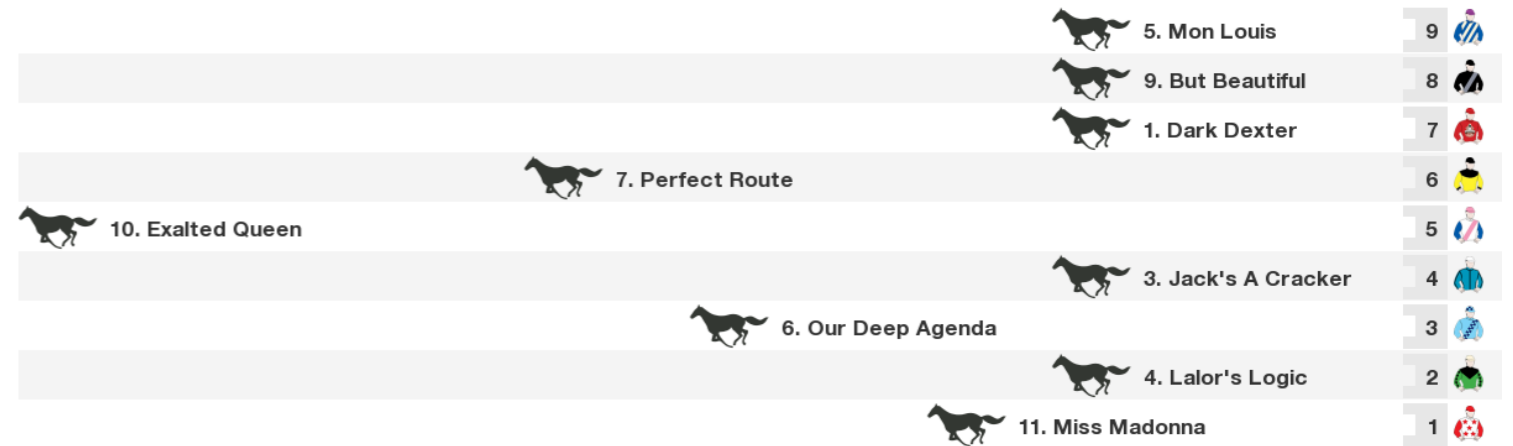 5. Mon Louis 9
9. But Beautiful 8
1. Dark Dexter 7
7. Perfect Route 6
10. Exalted Queen 5
3. Jack's A Cracker 4
6. Our Deep Agenda 3
4. Lalor's Logic 2
11. Miss Madonna 1